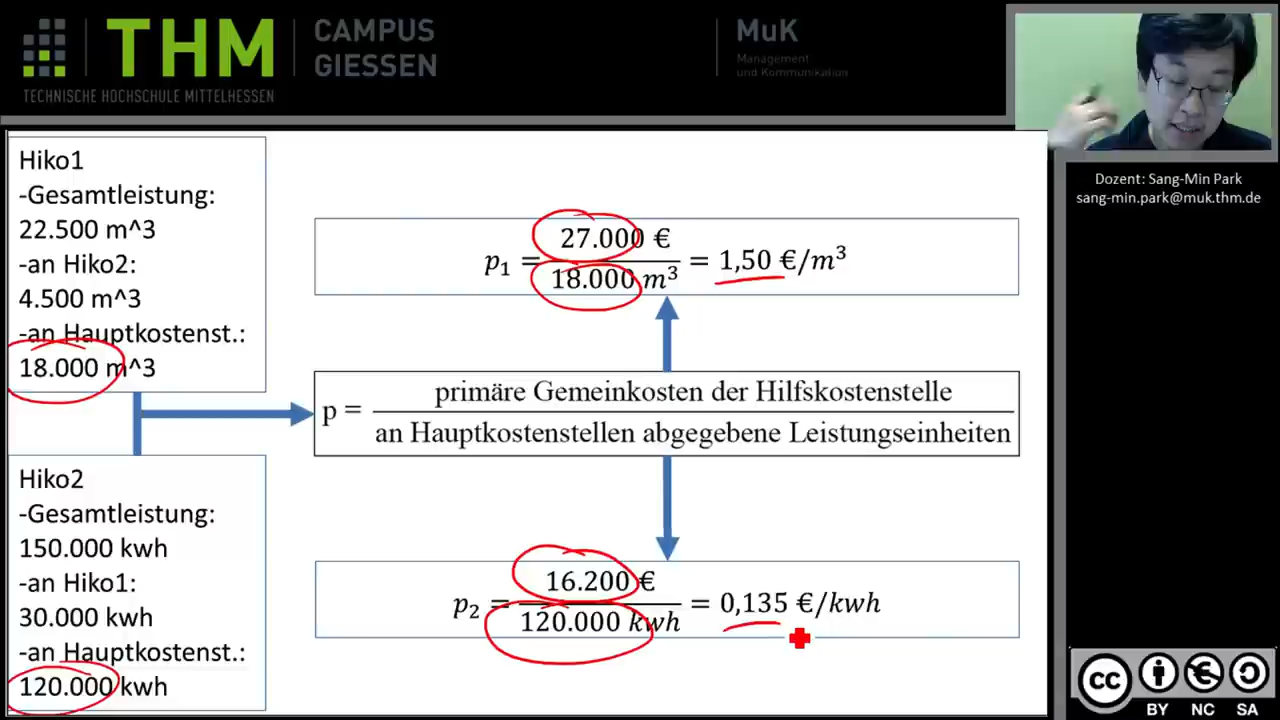 THM
CAMPUS
GIESSEN
TECHNISCHE HOCHSCHULE MITTELHESSEN
MuK
Management
und Kommunikation
Dozent: Sang-Min Park
sang-min.park@muk.thm.de
Hiko1
-Gesamtleistung:
22.500 m^3
-an Hiko2:
4.500 m^3
-an Hauptkostenst.:
18.000 m^3
Hiko2
-Gesamtleistung:
150.000 kwh
-an Hiko1:
30.000 kwh
-an Hauptkostenst.:
120.000 kwh
p₁ = 27.000 € / 18.000 m³ = 1,50 €/m³
p = primäre Gemeinkosten der Hilfskostenstelle
an Hauptkostenstellen abgegebene Leistungseinheiten
p₂ = 16.200 € / 120.000 kwh = 0,135 €/kwh
cc
BY NC SA